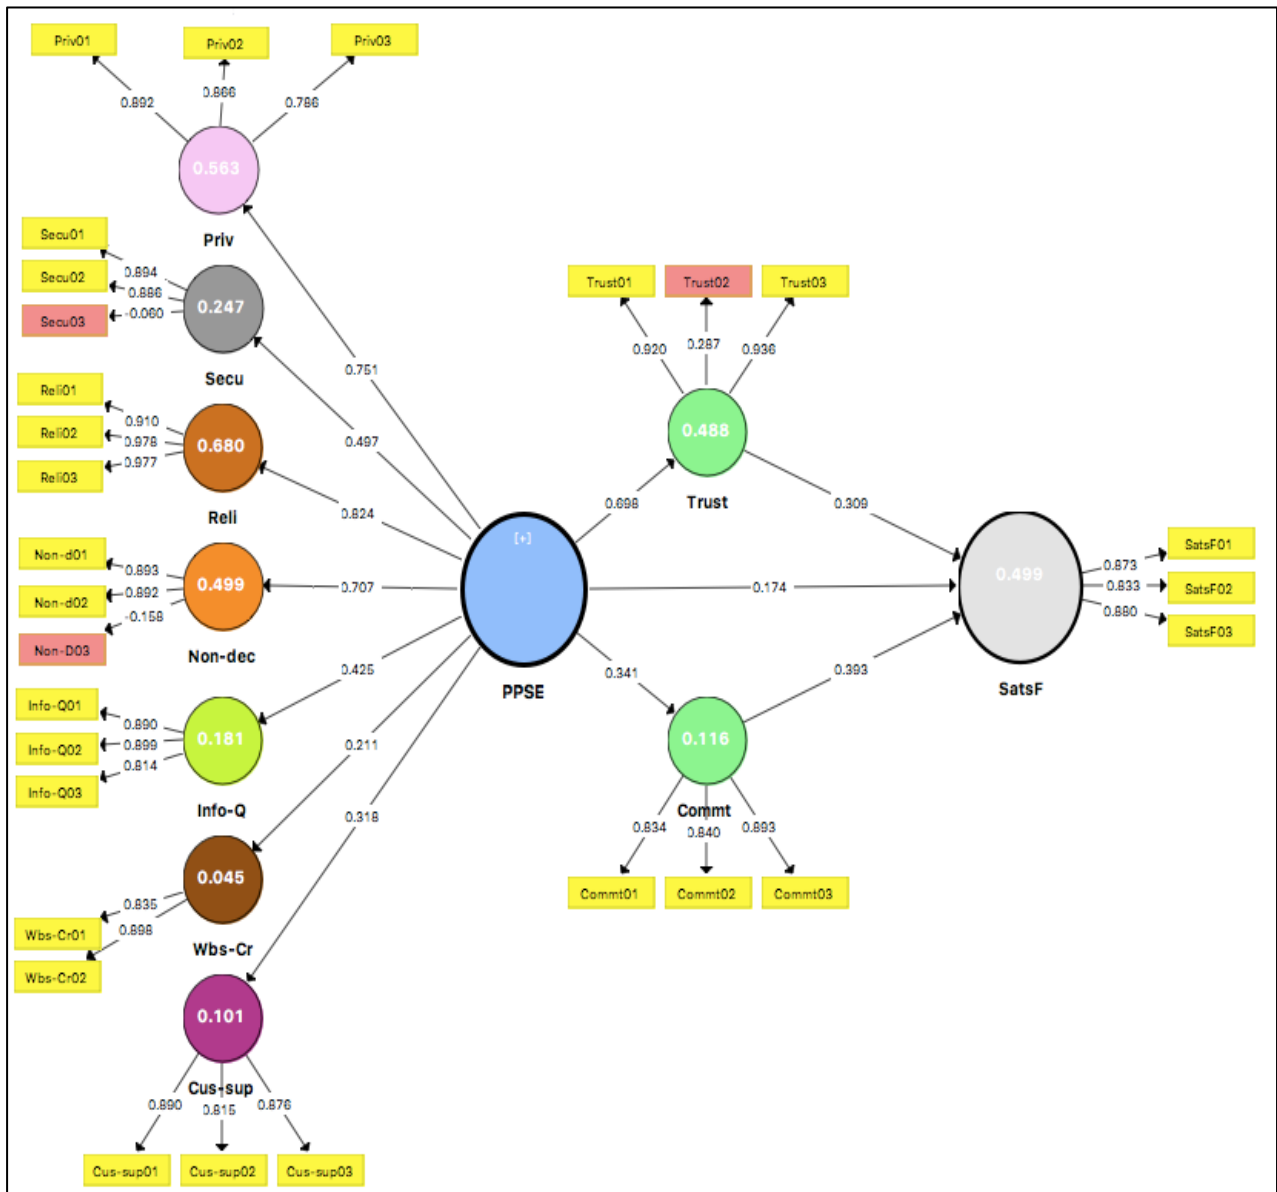 Priv01
Priv02
Priv03
0.892
0.866
0.786
0.563
Priv
Secu01
Secu02
Secu03
0.894
0.886
-0.060
0.247
Secu
Reli01
Reli02
Reli03
0.910
0.978
0.977
0.680
Reli
Non-d01
Non-d02
Non-D03
0.893
0.892
-0.158
0.499
Non-dec
Info-Q01
Info-Q02
Info-Q03
0.890
0.899
0.814
0.181
Info-Q
Wbs-Cr01
Wbs-Cr02
0.835
0.898
0.045
Wbs-Cr
0.101
Cus-sup
0.890
0.815
0.876
Cus-sup01
Cus-sup02
Cus-sup03
0.751
0.497
0.824
0.707
0.425
0.211
0.318
[+]
PPSE
0.698
0.174
0.341
Trust01
Trust02
Trust03
0.920
0.287
0.936
0.488
Trust
0.309
0.393
0.116
Commt
0.834
0.840
0.893
Commt01
Commt02
Commt03
0.499
SatsF
0.873
0.833
0.880
SatsF01
SatsF02
SatsF03